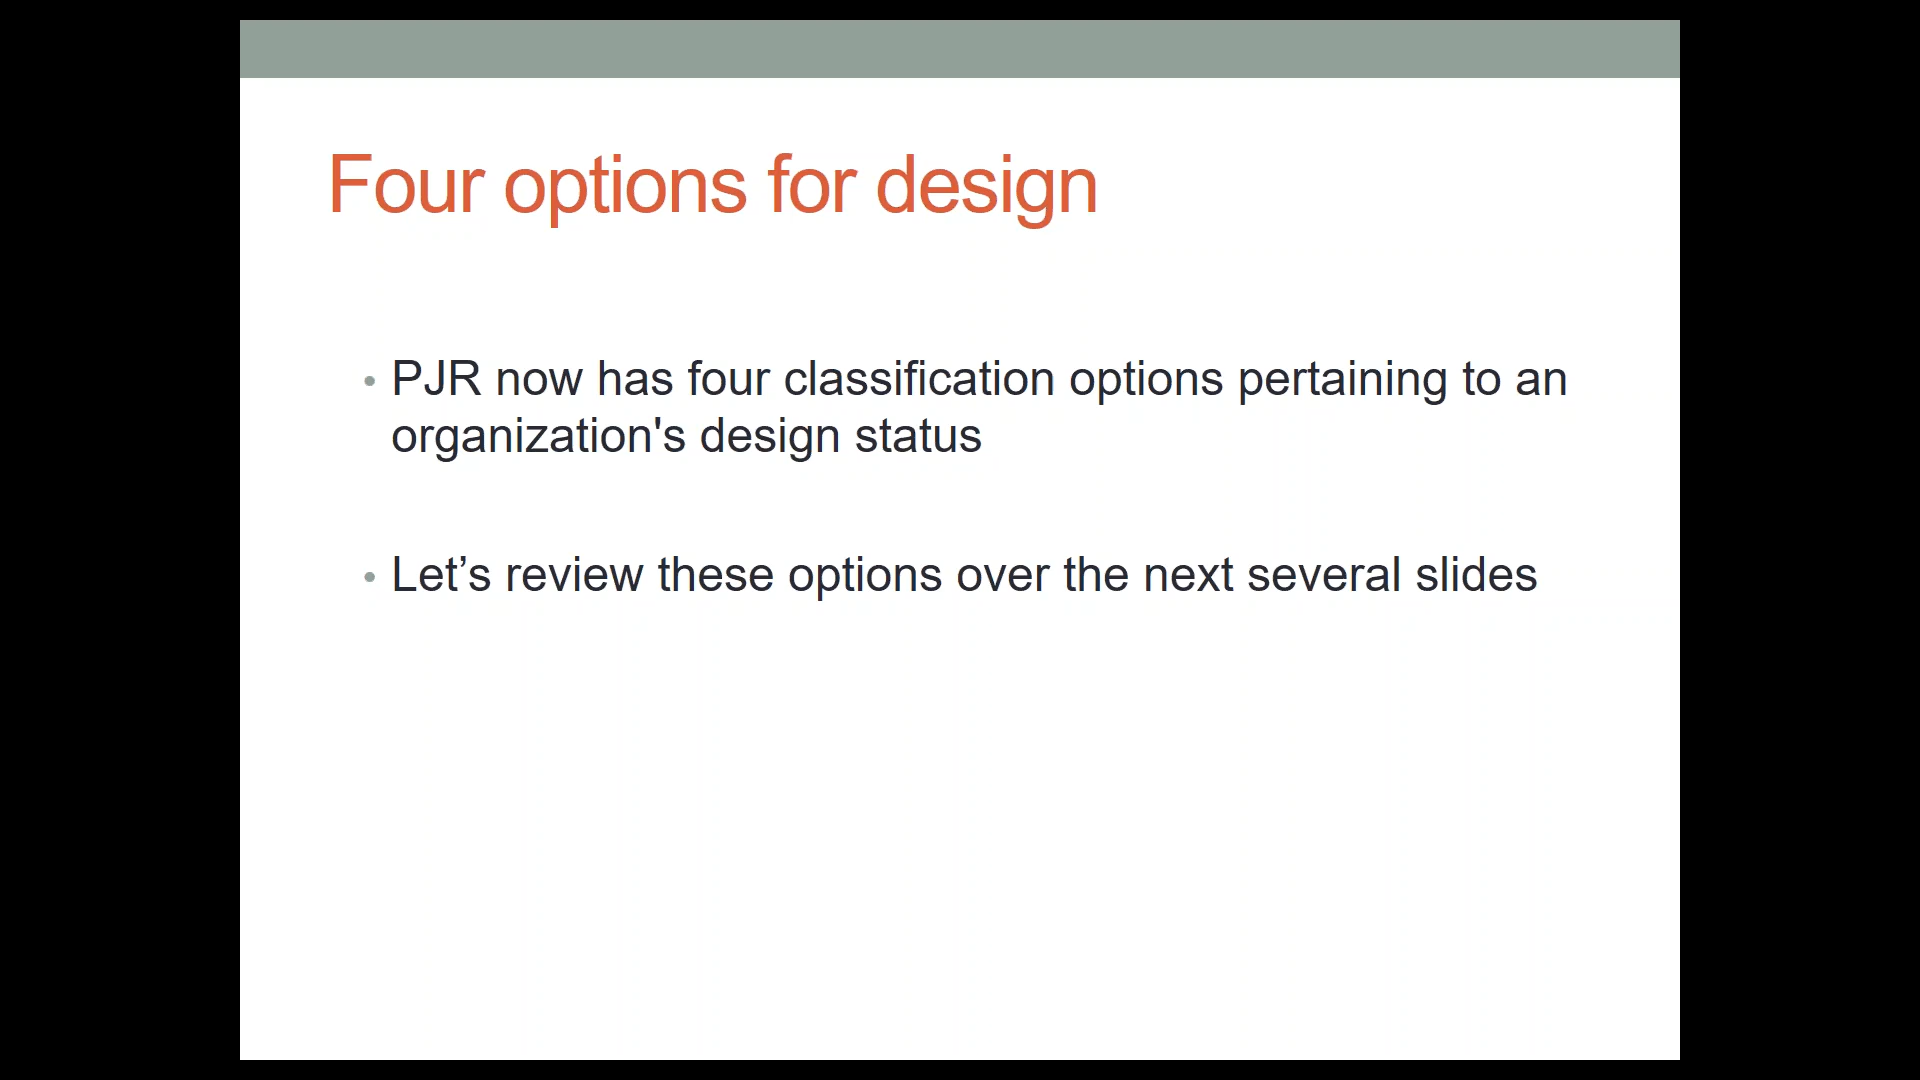 Four options for design
• PJR now has four classification options pertaining to an
organization's design status
• Let’s review these options over the next several slides